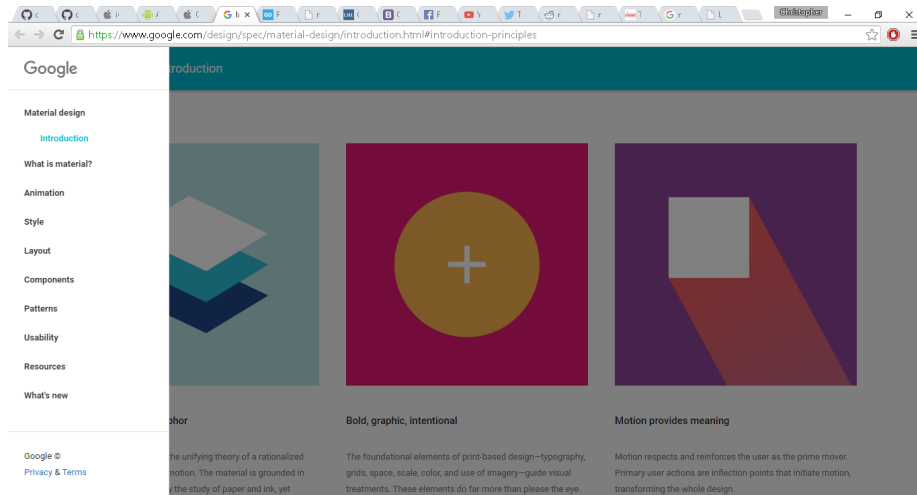 Christopher
https://www.google.com/design/spec/material-design/introduction.html#introduction-principles
Google
troduction
Material design
Introduction
What is material?
Animation
Style
Layout
Components
Patterns
Usability
Resources
What's new
Google ©
Privacy & Terms
phor
the unifying theory of a rationalized
motion. The material is grounded in
y the study of paper and ink, yet
Bold, graphic, intentional
The foundational elements of print-based design—typography,
grids, space, scale, color, and use of imagery—guide visual
treatments. These elements do far more than please the eye.
Motion provides meaning
Motion respects and reinforces the user as the prime mover.
Primary user actions are inflection points that initiate motion,
transforming the whole design.